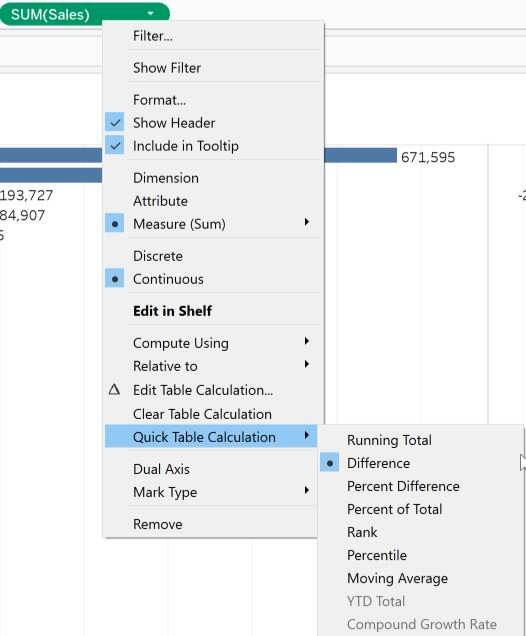 SUM(Sales)
Filter...
Show Filter
Format...
Show Header
Include in Tooltip
671,595
Dimension
193,727
-2
Attribute
84,907
Measure (Sum)
Discrete
Continuous
Edit in Shelf
Compute Using
Relative to
Edit Table Calculation...
Clear Table Calculation
Quick Table Calculation
Running Total
Difference
Dual Axis
Percent Difference
Mark Type
Percent of Total
Remove
Rank
Percentile
Moving Average
YTD Total
Compound Growth Rate